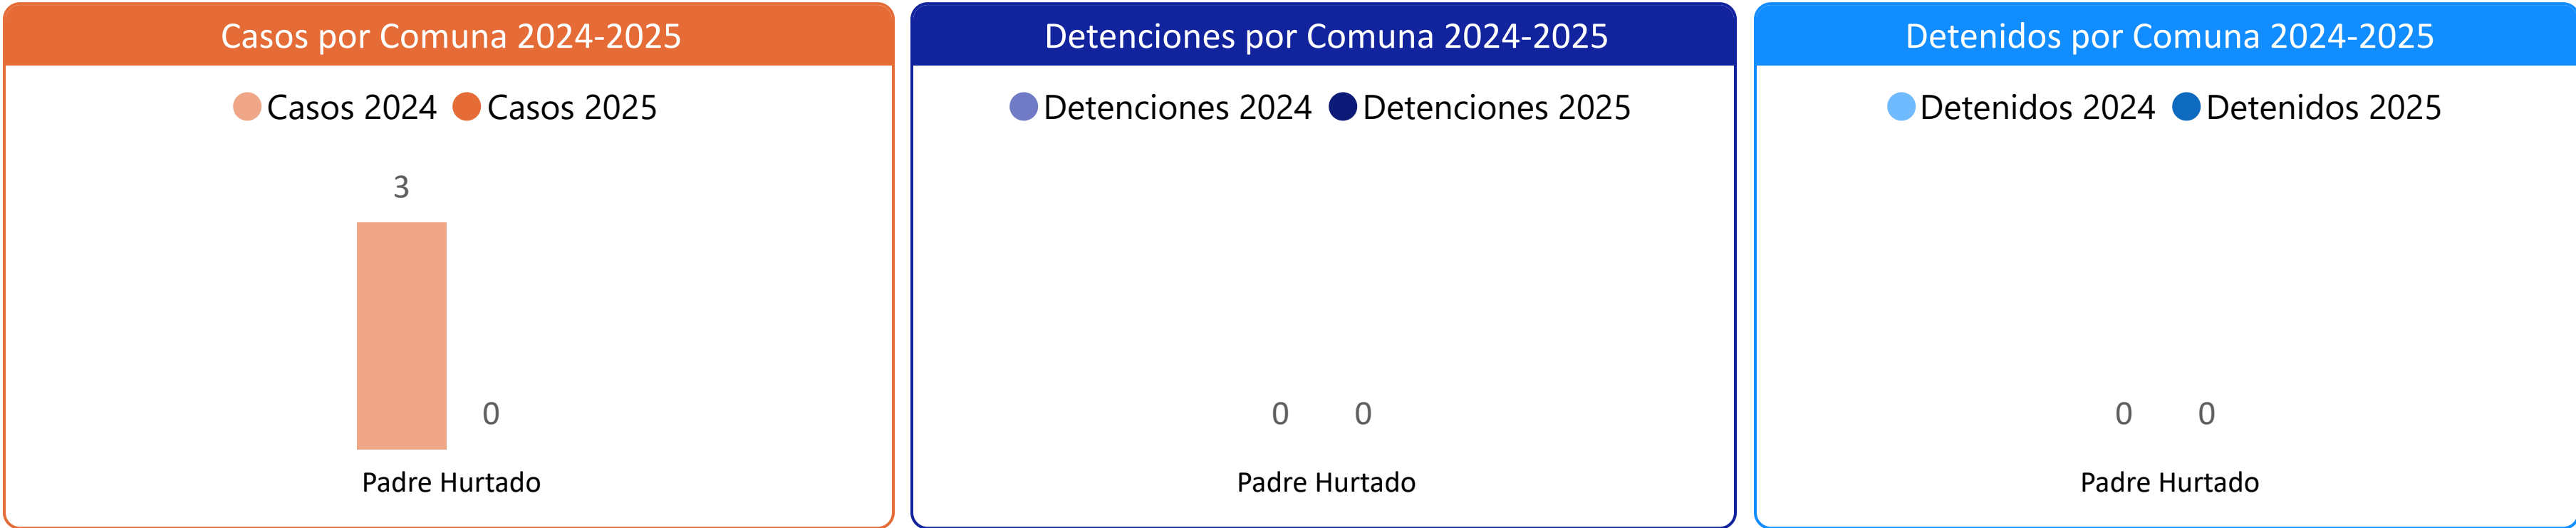 Casos por Comuna 2024-2025
Casos 2024 Casos 2025
3
0
Padre Hurtado
Detenciones por Comuna 2024-2025
Detenciones 2024 Detenciones 2025
0 0
Padre Hurtado
Detenidos por Comuna 2024-2025
Detenidos 2024 Detenidos 2025
0 0
Padre Hurtado